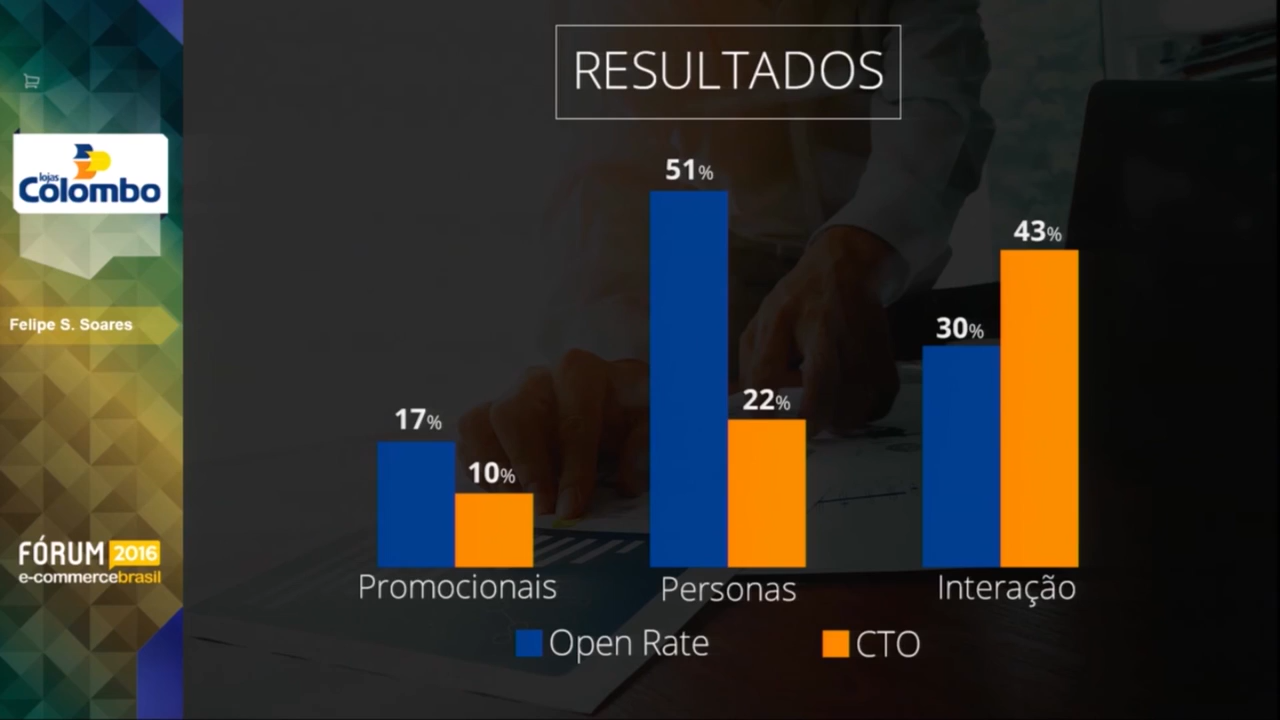 RESULTADOS
lojas
Colombo
Felipe S. Soares
51%
43%
30%
22%
17%
10%
Promocionais
Personas
Interação
Open Rate
CTO
FÓRUM 2016
e-commercebrasil